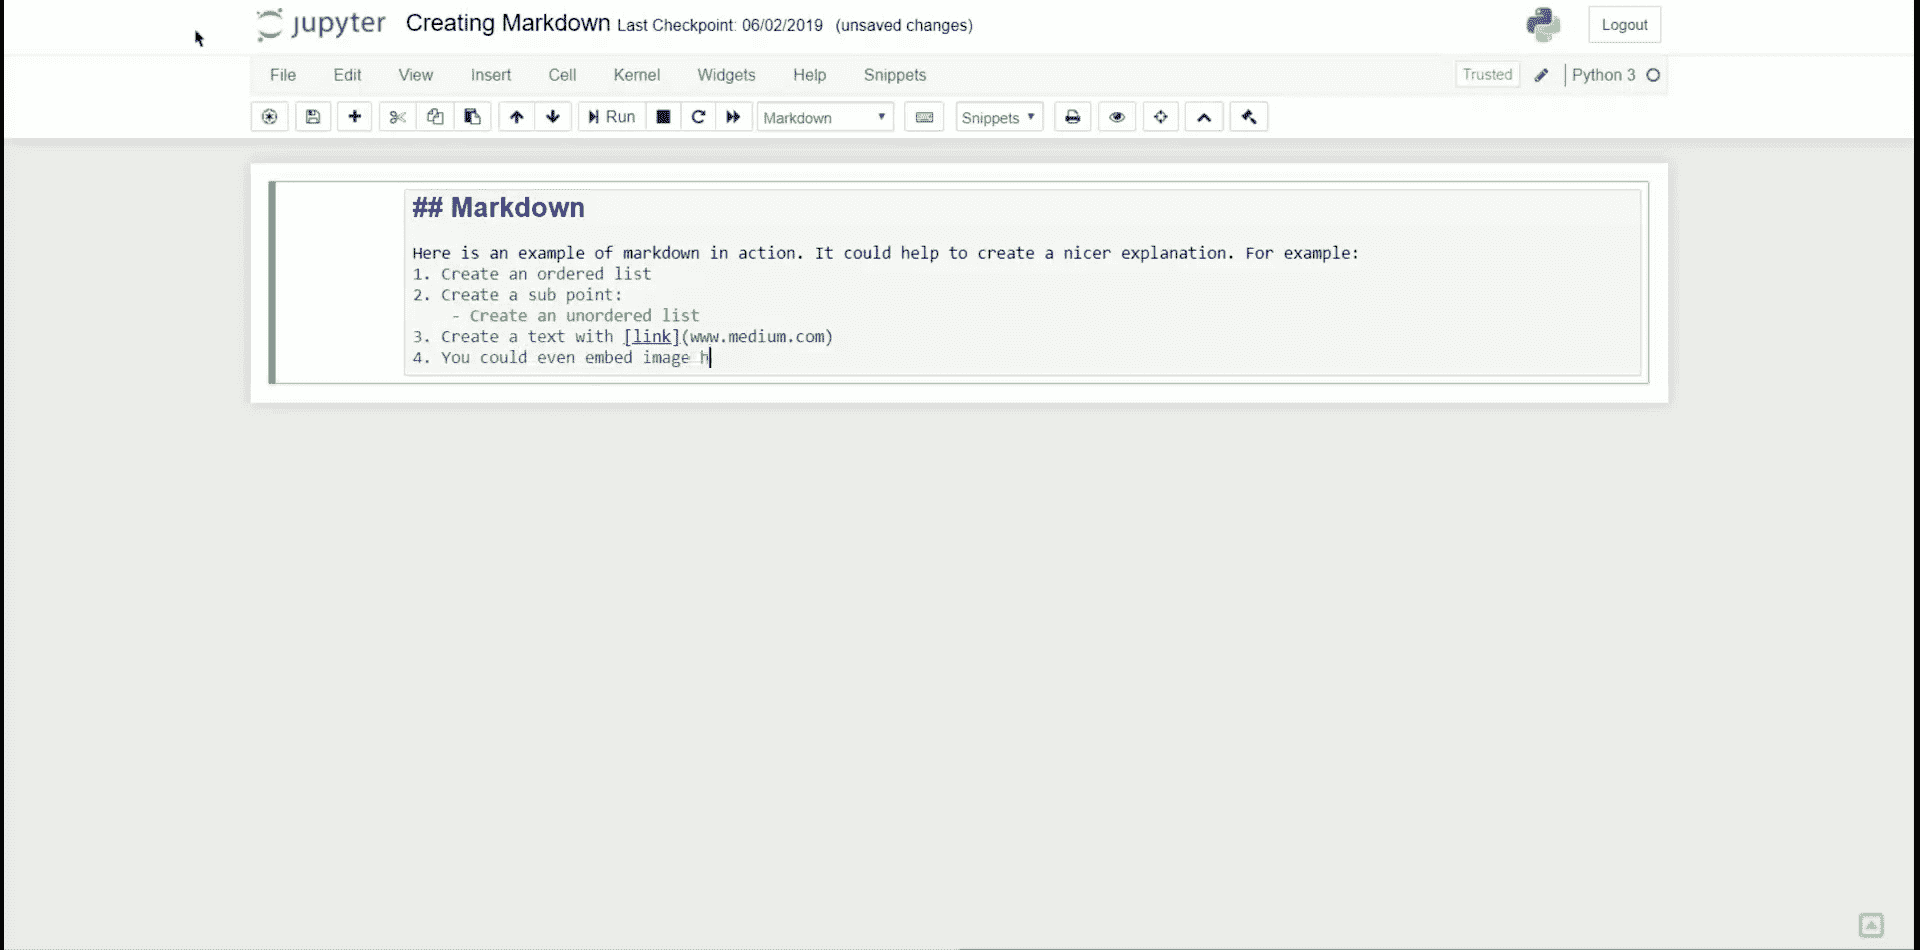 jupyter Creating Markdown Last Checkpoint: 06/02/2019 (unsaved changes) Logout
File Edit View Insert Cell Kernel Widgets Help Snippets Trusted Python 3
Run Markdown Snippets
## Markdown
Here is an example of markdown in action. It could help to create a nicer explanation. For example:
1. Create an ordered list
2. Create a sub point:
- Create an unordered list
3. Create a text with [link](www.medium.com)
4. You could even embed image h